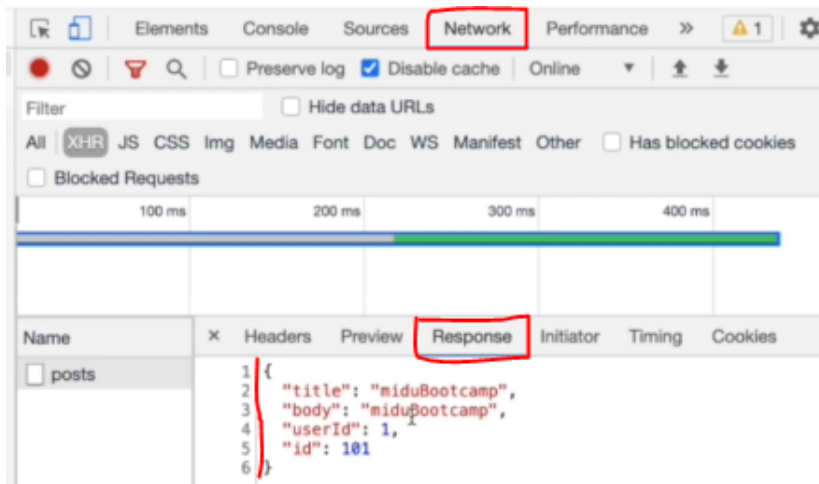 Elements Console Sources Network Performance » 1
Preserve log Disable cache Online ▼
Filter Hide data URLs
All XHR JS CSS Img Media Font Doc WS Manifest Other Has blocked cookies
Blocked Requests
100 ms 200 ms 300 ms 400 ms
Name × Headers Preview Response Initiator Timing Cookies
posts
1 {
2 "title": "miduBootcamp",
3 "body": "miduBootcamp",
4 "userId": 1,
5 "id": 101
6 }